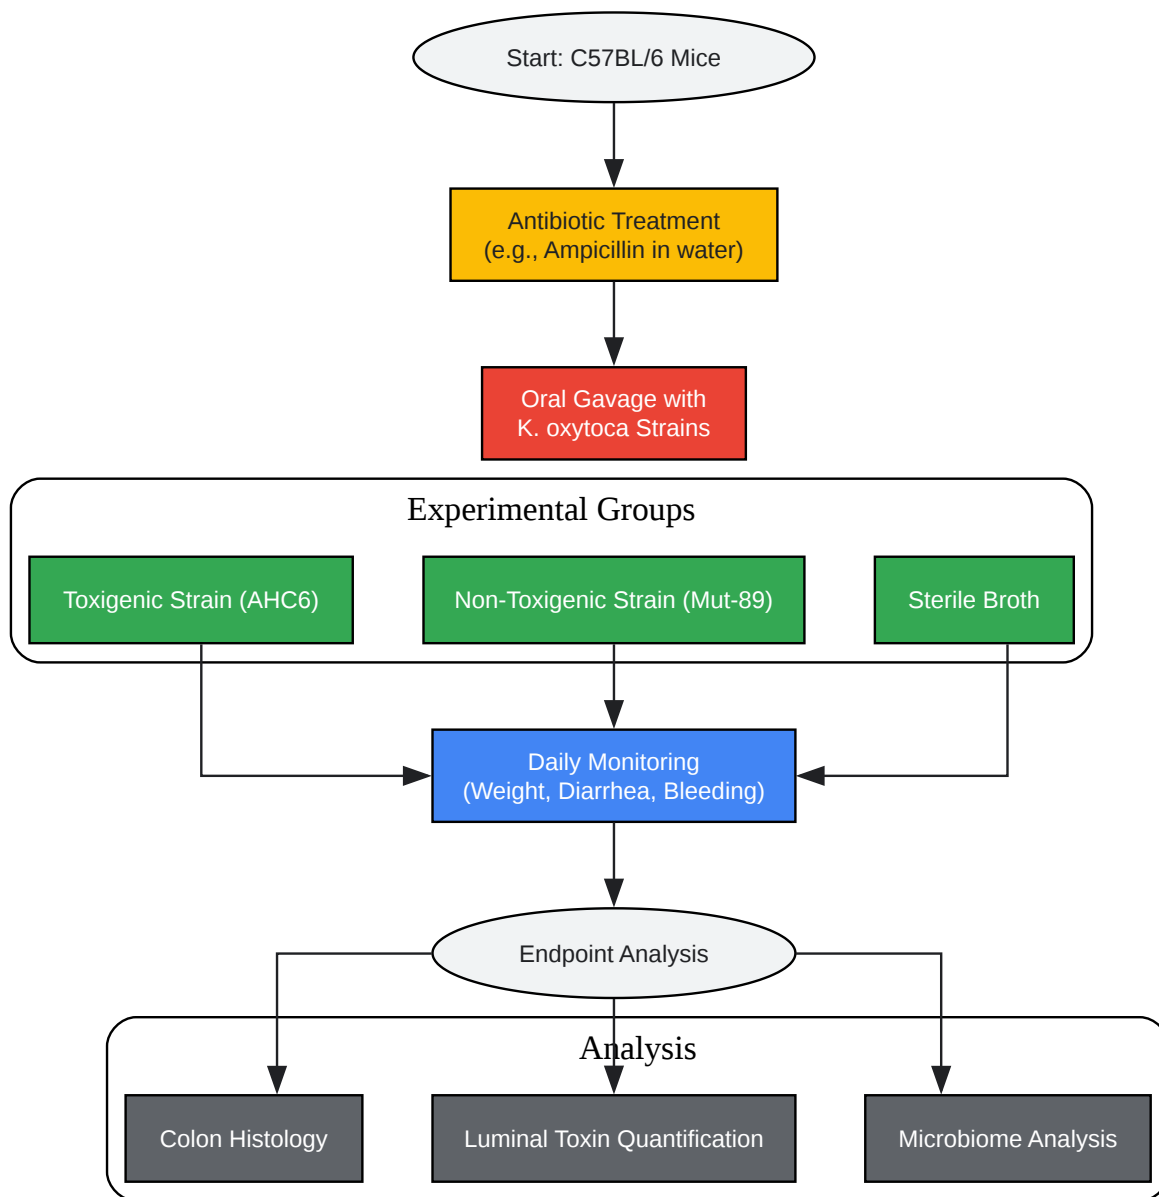 Start: C57BL/6 Mice
Antibiotic Treatment
(e.g., Ampicillin in water)
Oral Gavage with
K. oxytoca Strains
Experimental Groups
Toxigenic Strain (AHC6)
Non-Toxigenic Strain (Mut-89)
Sterile Broth
Daily Monitoring
(Weight, Diarrhea, Bleeding)
Endpoint Analysis
Analysis
Colon Histology
Luminal Toxin Quantification
Microbiome Analysis